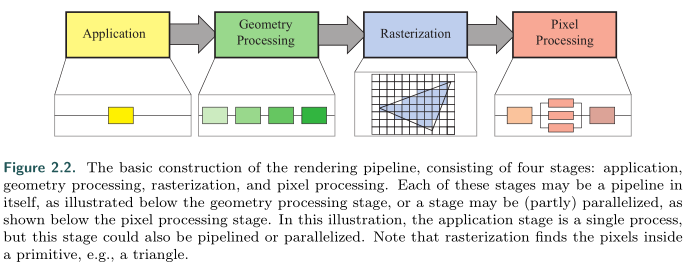 Application
Geometry
Processing
Rasterization
Pixel
Processing
Figure 2.2. The basic construction of the rendering pipeline, consisting of four stages: application,
geometry processing, rasterization, and pixel processing. Each of these stages may be a pipeline in
itself, as illustrated below the geometry processing stage, or a stage may be (partly) parallelized, as
shown below the pixel processing stage. In this illustration, the application stage is a single process,
but this stage could also be pipelined or parallelized. Note that rasterization finds the pixels inside
a primitive, e.g., a triangle.